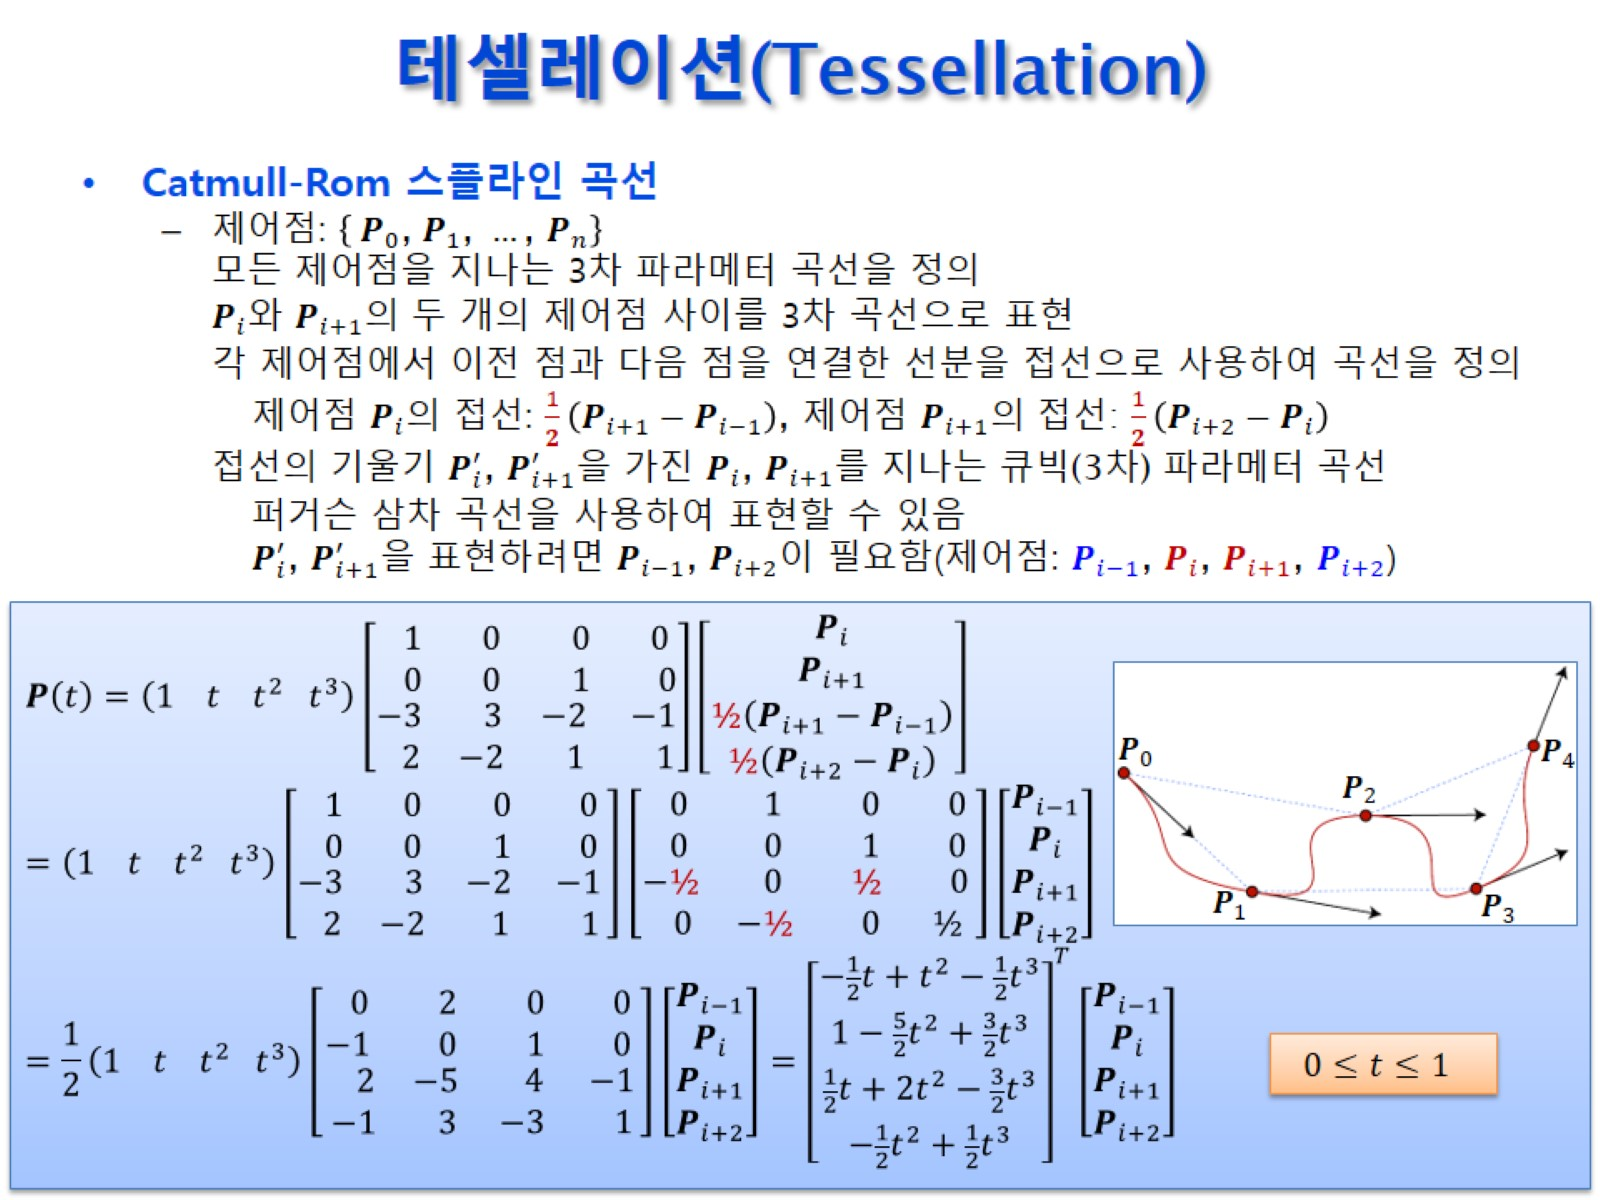 테셀레이션(Tessellation)
• Catmull-Rom 스플라인 곡선
– 제어점: { P₀, P₁, …, Pₙ}
모든 제어점을 지나는 3차 파라메터 곡선을 정의
Pᵢ와 Pᵢ₊₁의 두 개의 제어점 사이를 3차 곡선으로 표현
각 제어점에서 이전 점과 다음 점을 연결한 선분을 접선으로 사용하여 곡선을 정의
제어점 Pᵢ의 접선: 1/2 (Pᵢ₊₁ − Pᵢ₋₁), 제어점 Pᵢ₊₁의 접선: 1/2 (Pᵢ₊₂ − Pᵢ)
접선의 기울기 P′ᵢ, P′ᵢ₊₁을 가진 Pᵢ, Pᵢ₊₁를 지나는 큐빅(3차) 파라메터 곡선
퍼거슨 삼차 곡선을 사용하여 표현할 수 있음
P′ᵢ, P′ᵢ₊₁을 표현하려면 Pᵢ₋₁, Pᵢ₊₂이 필요함(제어점: Pᵢ₋₁, Pᵢ, Pᵢ₊₁, Pᵢ₊₂)
P(t) = (1 t t² t³) [1 0 0 0; 0 0 1 0; −3 3 −2 −1; 2 −2 1 1] [Pᵢ; Pᵢ₊₁; ½(Pᵢ₊₁ − Pᵢ₋₁); ½(Pᵢ₊₂ − Pᵢ)]
= (1 t t² t³) [1 0 0 0; 0 0 1 0; −3 3 −2 −1; 2 −2 1 1] [0 1 0 0; 0 0 1 0; −½ 0 ½ 0; 0 −½ 0 ½] [Pᵢ₋₁; Pᵢ; Pᵢ₊₁; Pᵢ₊₂]
= 1/2 (1 t t² t³) [0 2 0 0; −1 0 1 0; 2 −5 4 −1; −1 3 −3 1] [Pᵢ₋₁; Pᵢ; Pᵢ₊₁; Pᵢ₊₂] = [−½t + t² − ½t³; 1 − 5/2t² + 3/2t³; ½t + 2t² − 3/2t³; −½t² + ½t³]ᵀ [Pᵢ₋₁; Pᵢ; Pᵢ₊₁; Pᵢ₊₂]
P₀
P₁
P₂
P₃
P₄
0 ≤ t ≤ 1